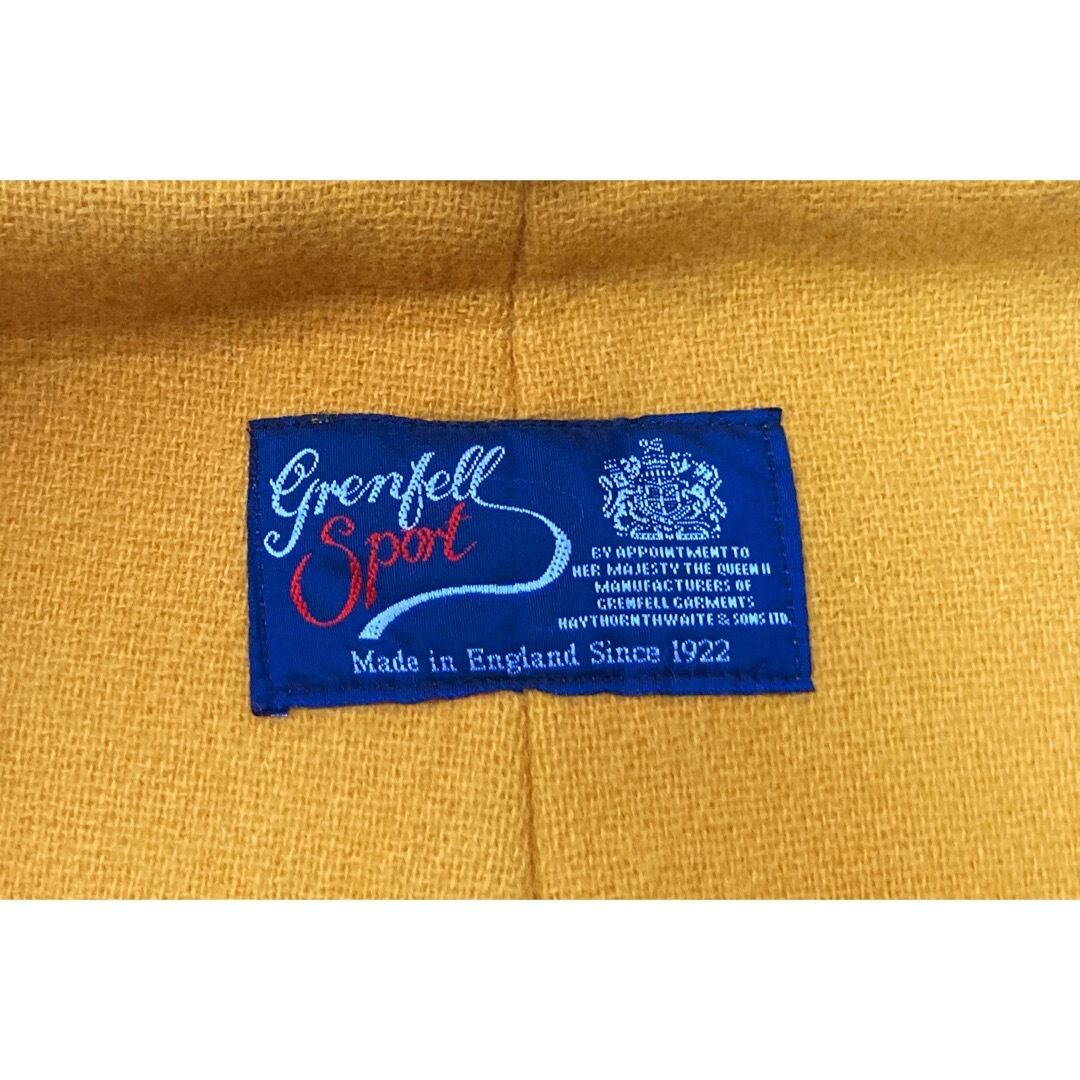 Grenfell
Sport
BY APPOINTMENT TO
HER MAJESTY THE QUEEN II
MANUFACTURERS OF
GRENFELL GARMENTS
HAYTHORNTHWAITE & SONS LTD.
Made in England Since 1922